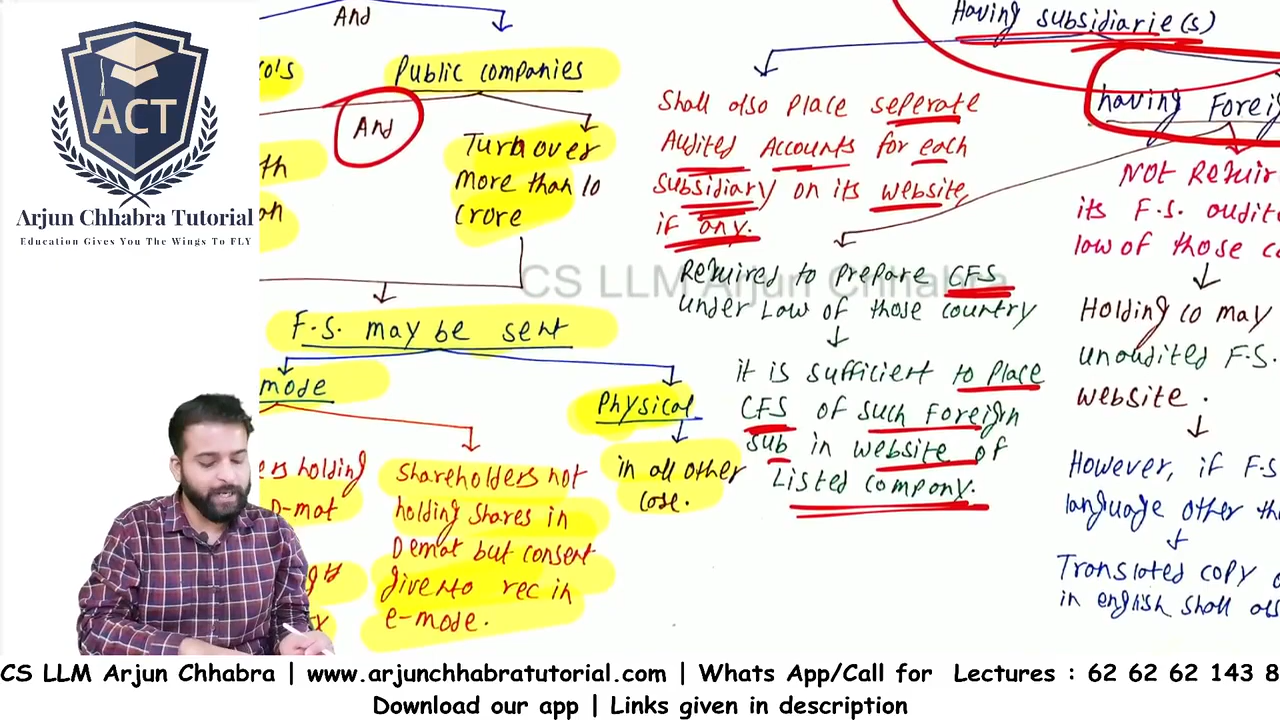 And
Public companies
And
Turnover
more than 10
crore
F.S. may be sent
mode
Physical
holding
D-mat
Shareholders not
holding shares in
Demat but consent
given to rec in
e-mode.
in all other
case.
Having subsidiarie(s)
Shall also place seperate
Audited Accounts for each
subsidiary on its website,
if any.
Required to prepare CFS
under Law of those country
it is sufficient to place
CFS of such Foreign
sub in website of
Listed company.
having
NOT
its F.S.
law of those
Holding co may
unaudited F.S.
website.
However, if F.S
language other
Translated copy
in english shall
ACT
Arjun Chhabra Tutorial
Education Gives You The Wings To FLY
CS LLM Arjun Chhabra
CS LLM Arjun Chhabra | www.arjunchhabratutorial.com | Whats App/Call for Lectures : 62 62 62 143 8
Download our app | Links given in description